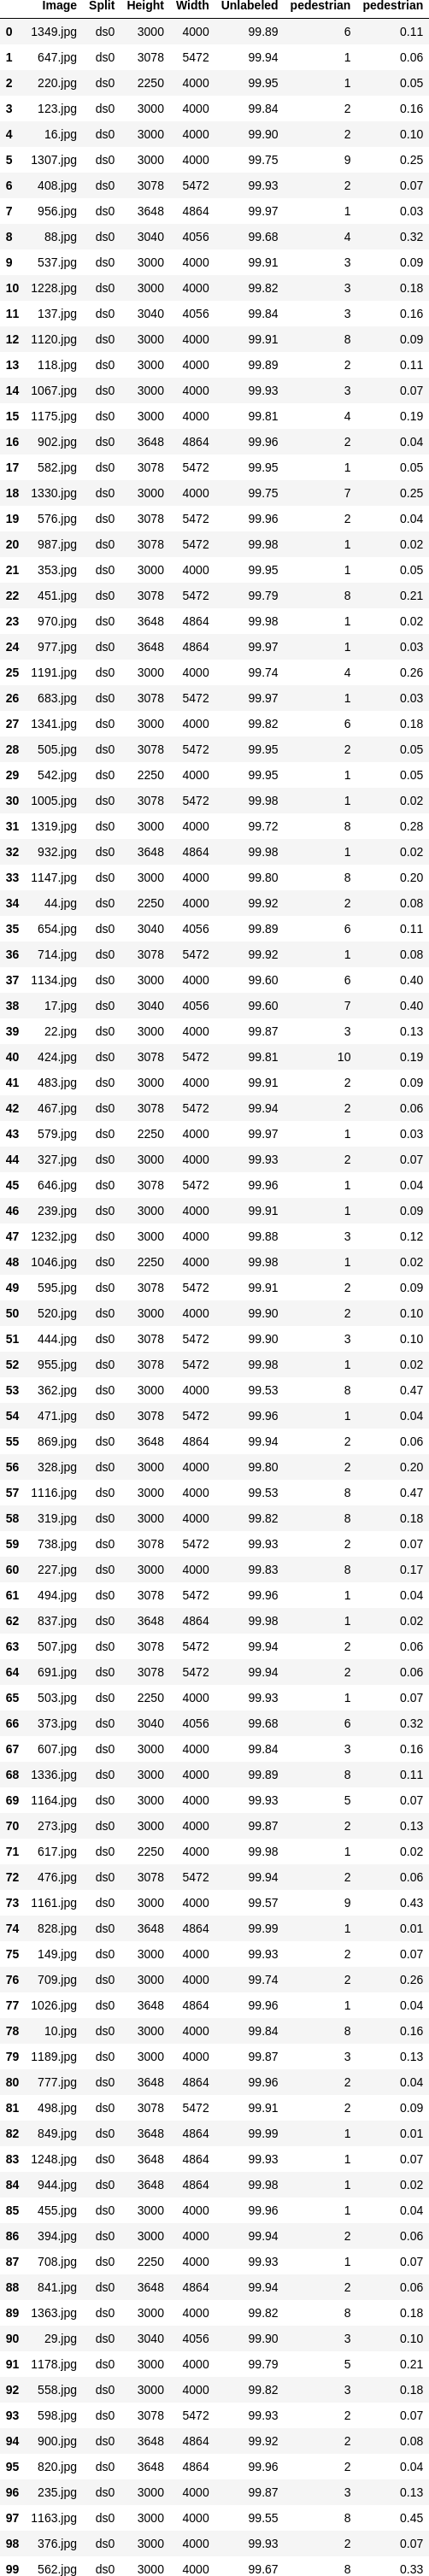 Image Split Height Width Unlabeled pedestrian pedestrian
0 1349.jpg ds0 3000 4000 99.89 6 0.11
1 647.jpg ds0 3078 5472 99.94 1 0.06
2 220.jpg ds0 2250 4000 99.95 1 0.05
3 123.jpg ds0 3000 4000 99.84 2 0.16
4 16.jpg ds0 3000 4000 99.90 2 0.10
5 1307.jpg ds0 3000 4000 99.75 9 0.25
6 408.jpg ds0 3078 5472 99.93 2 0.07
7 956.jpg ds0 3648 4864 99.97 1 0.03
8 88.jpg ds0 3040 4056 99.68 4 0.32
9 537.jpg ds0 3000 4000 99.91 3 0.09
10 1228.jpg ds0 3000 4000 99.82 3 0.18
11 137.jpg ds0 3040 4056 99.84 3 0.16
12 1120.jpg ds0 3000 4000 99.91 8 0.09
13 118.jpg ds0 3000 4000 99.89 2 0.11
14 1067.jpg ds0 3000 4000 99.93 3 0.07
15 1175.jpg ds0 3000 4000 99.81 4 0.19
16 902.jpg ds0 3648 4864 99.96 2 0.04
17 582.jpg ds0 3078 5472 99.95 1 0.05
18 1330.jpg ds0 3000 4000 99.75 7 0.25
19 576.jpg ds0 3078 5472 99.96 2 0.04
20 987.jpg ds0 3078 5472 99.98 1 0.02
21 353.jpg ds0 3000 4000 99.95 1 0.05
22 451.jpg ds0 3078 5472 99.79 8 0.21
23 970.jpg ds0 3648 4864 99.98 1 0.02
24 977.jpg ds0 3648 4864 99.97 1 0.03
25 1191.jpg ds0 3000 4000 99.74 4 0.26
26 683.jpg ds0 3078 5472 99.97 1 0.03
27 1341.jpg ds0 3000 4000 99.82 6 0.18
28 505.jpg ds0 3078 5472 99.95 2 0.05
29 542.jpg ds0 2250 4000 99.95 1 0.05
30 1005.jpg ds0 3078 5472 99.98 1 0.02
31 1319.jpg ds0 3000 4000 99.72 8 0.28
32 932.jpg ds0 3648 4864 99.98 1 0.02
33 1147.jpg ds0 3000 4000 99.80 8 0.20
34 44.jpg ds0 2250 4000 99.92 2 0.08
35 654.jpg ds0 3040 4056 99.89 6 0.11
36 714.jpg ds0 3078 5472 99.92 1 0.08
37 1134.jpg ds0 3000 4000 99.60 6 0.40
38 17.jpg ds0 3040 4056 99.60 7 0.40
39 22.jpg ds0 3000 4000 99.87 3 0.13
40 424.jpg ds0 3078 5472 99.81 10 0.19
41 483.jpg ds0 3000 4000 99.91 2 0.09
42 467.jpg ds0 3078 5472 99.94 2 0.06
43 579.jpg ds0 2250 4000 99.97 1 0.03
44 327.jpg ds0 3000 4000 99.93 2 0.07
45 646.jpg ds0 3078 5472 99.96 1 0.04
46 239.jpg ds0 3000 4000 99.91 1 0.09
47 1232.jpg ds0 3000 4000 99.88 3 0.12
48 1046.jpg ds0 2250 4000 99.98 1 0.02
49 595.jpg ds0 3078 5472 99.91 2 0.09
50 520.jpg ds0 3000 4000 99.90 2 0.10
51 444.jpg ds0 3078 5472 99.90 3 0.10
52 955.jpg ds0 3078 5472 99.98 1 0.02
53 362.jpg ds0 3000 4000 99.53 8 0.47
54 471.jpg ds0 3078 5472 99.96 1 0.04
55 869.jpg ds0 3648 4864 99.94 2 0.06
56 328.jpg ds0 3000 4000 99.80 2 0.20
57 1116.jpg ds0 3000 4000 99.53 8 0.47
58 319.jpg ds0 3000 4000 99.82 8 0.18
59 738.jpg ds0 3078 5472 99.93 2 0.07
60 227.jpg ds0 3000 4000 99.83 8 0.17
61 494.jpg ds0 3078 5472 99.96 1 0.04
62 837.jpg ds0 3648 4864 99.98 1 0.02
63 507.jpg ds0 3078 5472 99.94 2 0.06
64 691.jpg ds0 3078 5472 99.94 2 0.06
65 503.jpg ds0 2250 4000 99.93 1 0.07
66 373.jpg ds0 3040 4056 99.68 6 0.32
67 607.jpg ds0 3000 4000 99.84 3 0.16
68 1336.jpg ds0 3000 4000 99.89 8 0.11
69 1164.jpg ds0 3000 4000 99.93 5 0.07
70 273.jpg ds0 3000 4000 99.87 2 0.13
71 617.jpg ds0 2250 4000 99.98 1 0.02
72 476.jpg ds0 3078 5472 99.94 2 0.06
73 1161.jpg ds0 3000 4000 99.57 9 0.43
74 828.jpg ds0 3648 4864 99.99 1 0.01
75 149.jpg ds0 3000 4000 99.93 2 0.07
76 709.jpg ds0 3000 4000 99.74 2 0.26
77 1026.jpg ds0 3648 4864 99.96 1 0.04
78 10.jpg ds0 3000 4000 99.84 8 0.16
79 1189.jpg ds0 3000 4000 99.87 3 0.13
80 777.jpg ds0 3648 4864 99.96 2 0.04
81 498.jpg ds0 3078 5472 99.91 2 0.09
82 849.jpg ds0 3648 4864 99.99 1 0.01
83 1248.jpg ds0 3648 4864 99.93 1 0.07
84 944.jpg ds0 3648 4864 99.98 1 0.02
85 455.jpg ds0 3000 4000 99.96 1 0.04
86 394.jpg ds0 3000 4000 99.94 2 0.06
87 708.jpg ds0 2250 4000 99.93 1 0.07
88 841.jpg ds0 3648 4864 99.94 2 0.06
89 1363.jpg ds0 3000 4000 99.82 8 0.18
90 29.jpg ds0 3040 4056 99.90 3 0.10
91 1178.jpg ds0 3000 4000 99.79 5 0.21
92 558.jpg ds0 3000 4000 99.82 3 0.18
93 598.jpg ds0 3078 5472 99.93 2 0.07
94 900.jpg ds0 3648 4864 99.92 2 0.08
95 820.jpg ds0 3648 4864 99.96 2 0.04
96 235.jpg ds0 3000 4000 99.87 3 0.13
97 1163.jpg ds0 3000 4000 99.55 8 0.45
98 376.jpg ds0 3000 4000 99.93 2 0.07
99 562.jpg ds0 3000 4000 99.67 8 0.33